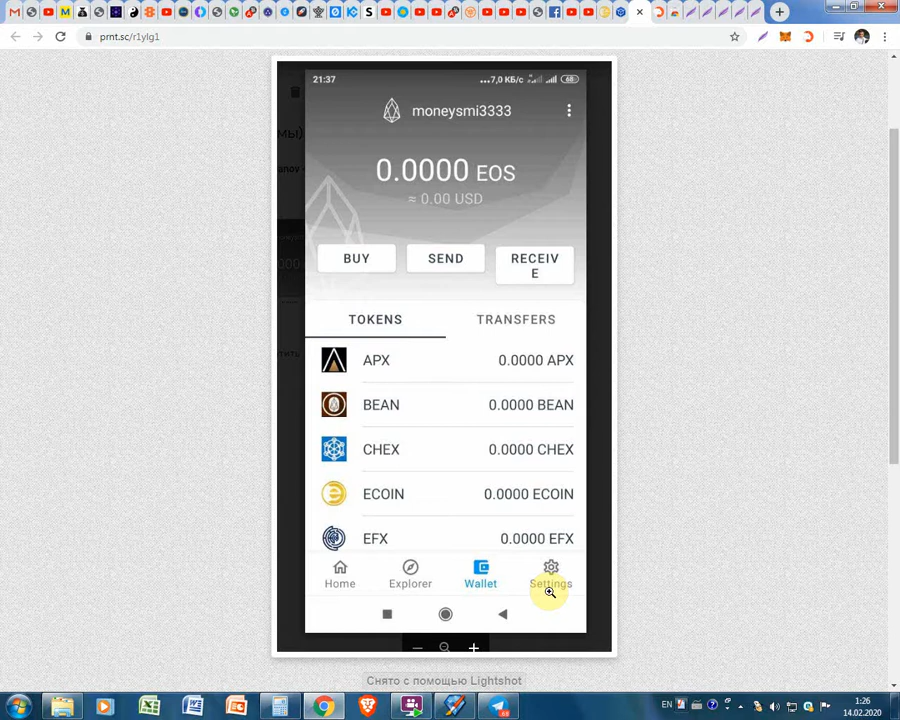 prnt.sc/r1ylg1
21:37
...7,0 КБ/с
68
moneysmi3333
0.0000 EOS
≈ 0.00 USD
BUY
SEND
RECEIV
E
TOKENS
TRANSFERS
APX
0.0000 APX
BEAN
0.0000 BEAN
CHEX
0.0000 CHEX
ECOIN
0.0000 ECOIN
EFX
0.0000 EFX
Home
Explorer
Wallet
Settings
Снято с помощью Lightshot
EN
1:26
14.02.2020